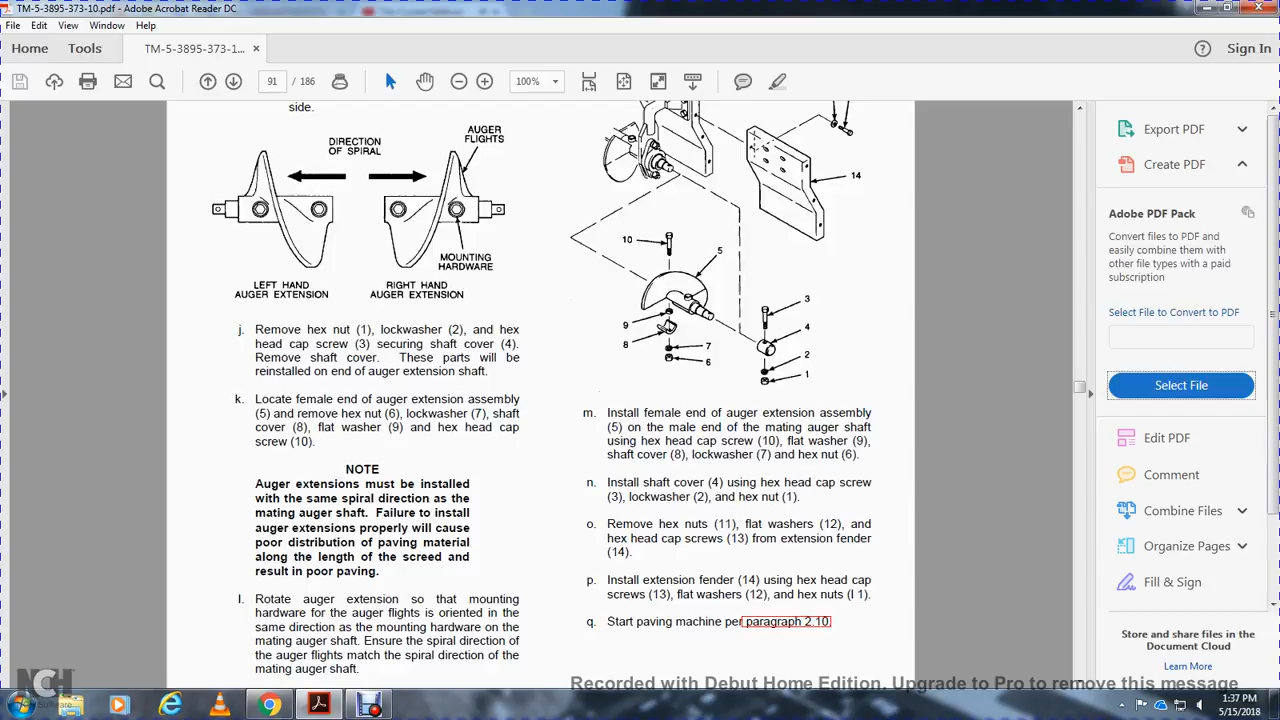 TM-5-3895-373-10.pdf - Adobe Acrobat Reader DC
File Edit View Window Help
Home Tools TM-5-3895-373-1... × Sign In
91 / 186 100%
side.
DIRECTION
OF SPIRAL
AUGER
FLIGHTS
MOUNTING
HARDWARE
LEFT HAND
AUGER EXTENSION
RIGHT HAND
AUGER EXTENSION
j. Remove hex nut (1), lockwasher (2), and hex
head cap screw (3) securing shaft cover (4).
Remove shaft cover. These parts will be
reinstalled on end of auger extension shaft.
k. Locate female end of auger extension assembly
(5) and remove hex nut (6), lockwasher (7), shaft
cover (8), flat washer (9) and hex head cap
screw (10).
NOTE
Auger extensions must be installed
with the same spiral direction as the
mating auger shaft. Failure to install
auger extensions properly will cause
poor distribution of paving material
along the length of the screed and
result in poor paving.
l. Rotate auger extension so that mounting
hardware for the auger flights is oriented in the
same direction as the mounting hardware on the
mating auger shaft. Ensure the spiral direction of
the auger flights match the spiral direction of the
mating auger shaft.
14
10
5
3
9
4
8
7
2
6
1
m. Install female end of auger extension assembly
(5) on the male end of the mating auger shaft
using hex head cap screw (10), flat washer (9),
shaft cover (8), lockwasher (7) and hex nut (6).
n. Install shaft cover (4) using hex head cap screw
(3), lockwasher (2), and hex nut (1).
o. Remove hex nuts (11), flat washers (12), and
hex head cap screws (13) from extension fender
(14).
p. Install extension fender (14) using hex head cap
screws (13), flat washers (12), and hex nuts (l 1).
q. Start paving machine per paragraph 2.10
Export PDF
Create PDF
Adobe PDF Pack
Convert files to PDF and
easily combine them with
other file types with a paid
subscription
Select File to Convert to PDF
Select File
Edit PDF
Comment
Combine Files
Organize Pages
Fill & Sign
Store and share files in the
Document Cloud
Learn More
NCH
Software
Recorded with Debut Home Edition. Upgrade to Pro to remove this message
1:37 PM
5/15/2018